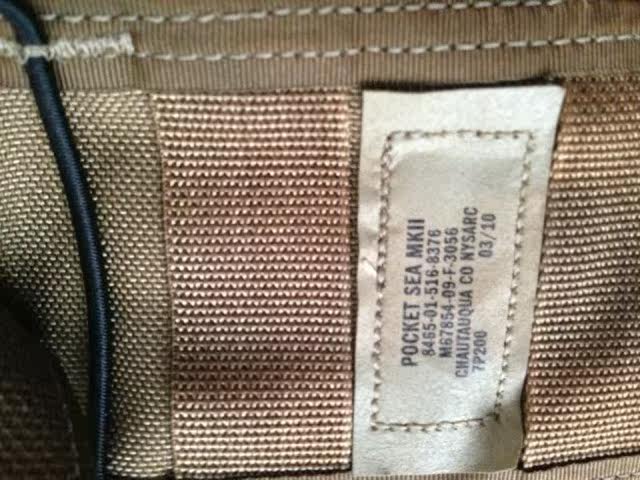 POCKET SEA MKII
8465-01-516-8376
M67854-09-F-3056
CHAUTAUQUA CO NYSARC
7P200 03/10